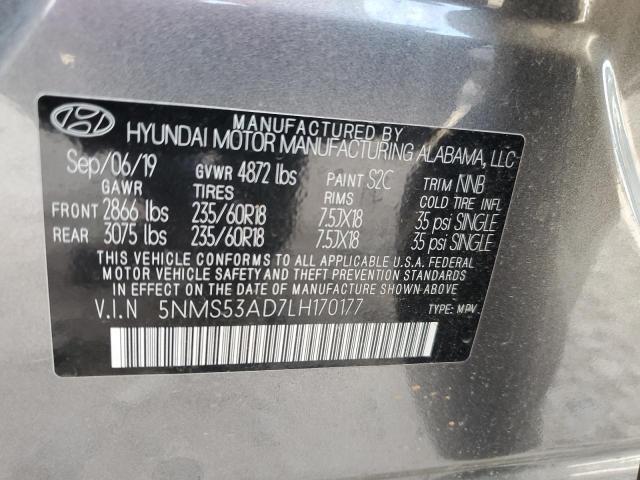 MANUFACTURED BY
HYUNDAI MOTOR MANUFACTURING ALABAMA, LLC
Sep/06/19 GVWR 4872 lbs PAINT S2C TRIM NNB
GAWR TIRES RIMS COLD TIRE INFL
FRONT 2866 lbs 235/60R18 7.5JX18 35 psi SINGLE
REAR 3075 lbs 235/60R18 7.5JX18 35 psi SINGLE
THIS VEHICLE CONFORMS TO ALL APPLICABLE U.S.A. FEDERAL
MOTOR VEHICLE SAFETY AND THEFT PREVENTION STANDARDS
IN EFFECT ON THE DATE OF MANUFACTURE SHOWN ABOVE
V.I.N 5NMS53AD7LH170177 TYPE: MPV